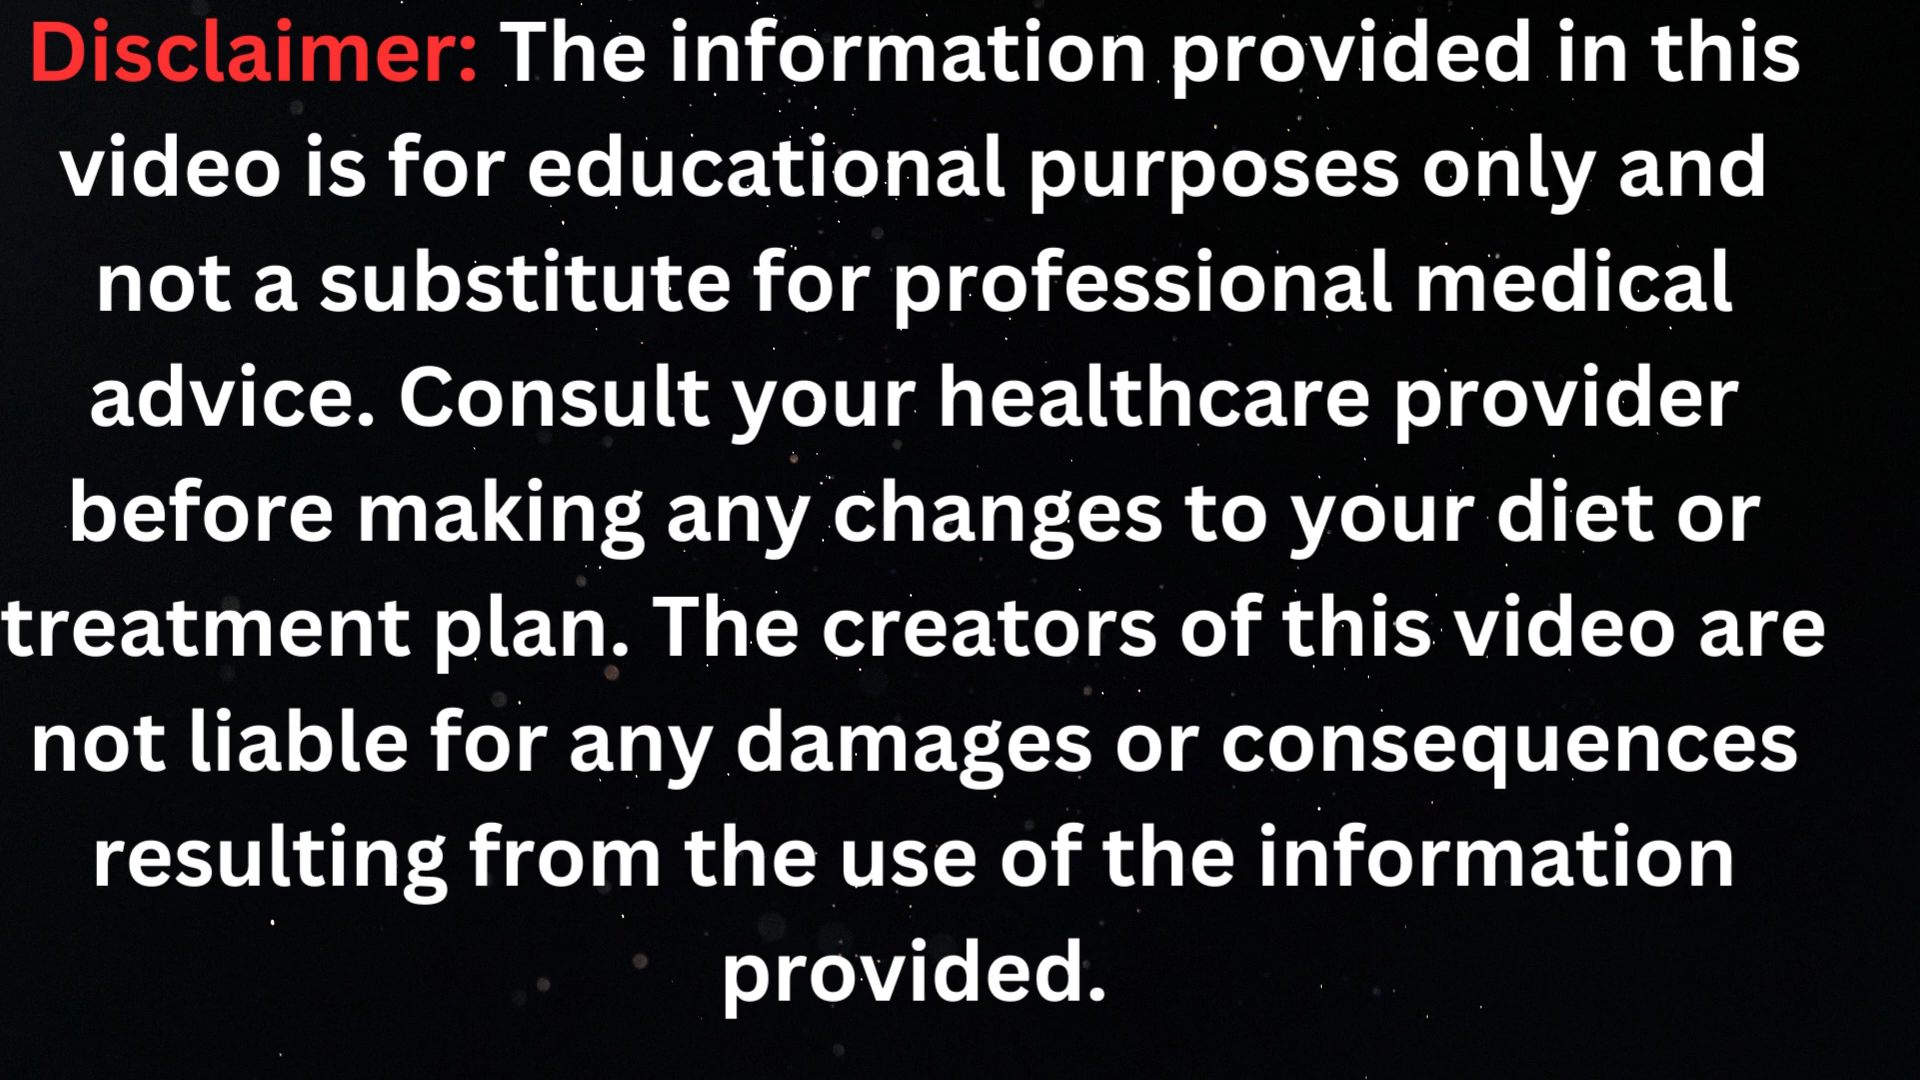 Disclaimer: The information provided in this
video is for educational purposes only and
not a substitute for professional medical
advice. Consult your healthcare provider
before making any changes to your diet or
treatment plan. The creators of this video are
not liable for any damages or consequences
resulting from the use of the information
provided.